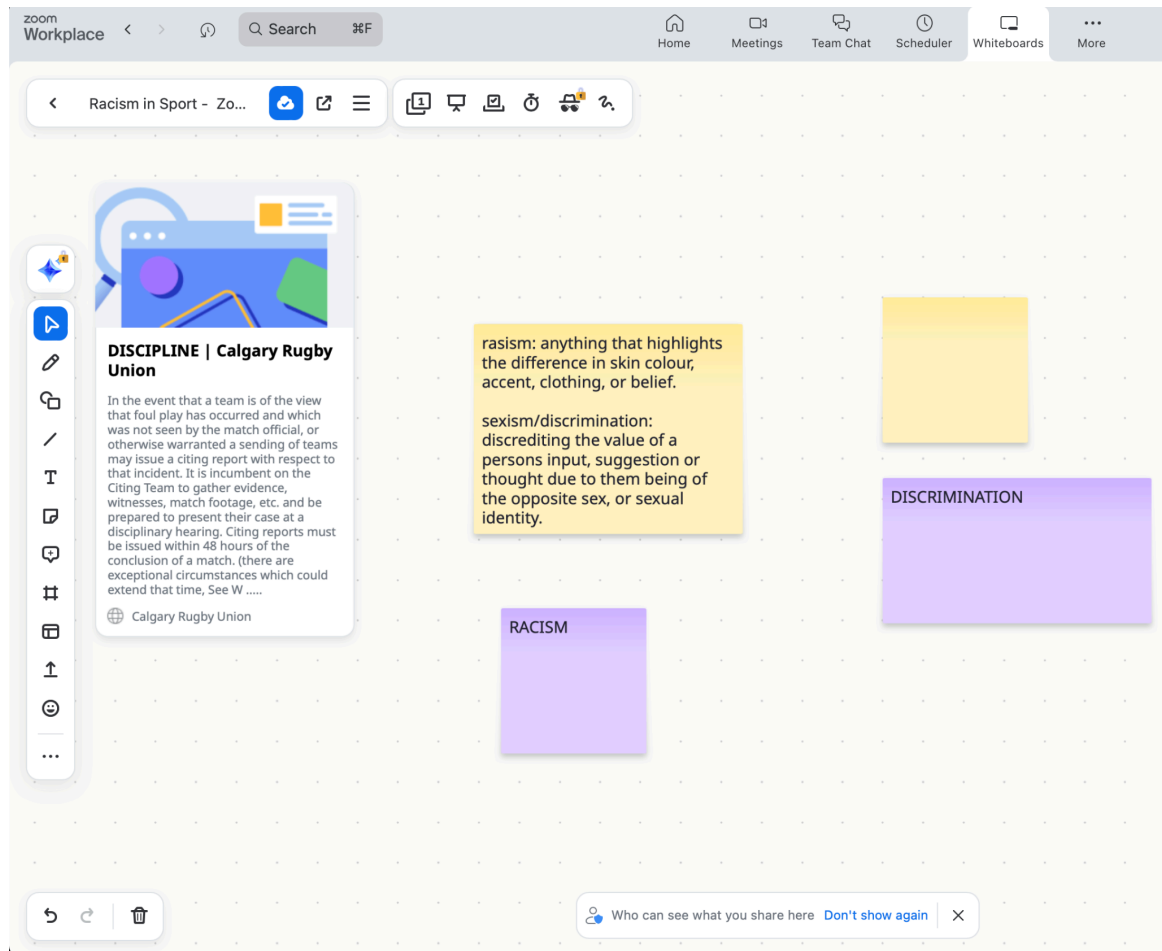 zoom
Workplace
Search ⌘F
Home
Meetings
Team Chat
Scheduler
Whiteboards
More
Racism in Sport - Zo...
1
DISCIPLINE | Calgary Rugby
Union
In the event that a team is of the view
that foul play has occurred and which
was not seen by the match official, or
otherwise warranted a sending of teams
may issue a citing report with respect to
that incident. It is incumbent on the
Citing Team to gather evidence,
witnesses, match footage, etc. and be
prepared to present their case at a
disciplinary hearing. Citing reports must
be issued within 48 hours of the
conclusion of a match. (there are
exceptional circumstances which could
extend that time, See W .....
Calgary Rugby Union
rasism: anything that highlights
the difference in skin colour,
accent, clothing, or belief.
sexism/discrimination:
discrediting the value of a
persons input, suggestion or
thought due to them being of
the opposite sex, or sexual
identity.
DISCRIMINATION
RACISM
T
Who can see what you share here Don't show again